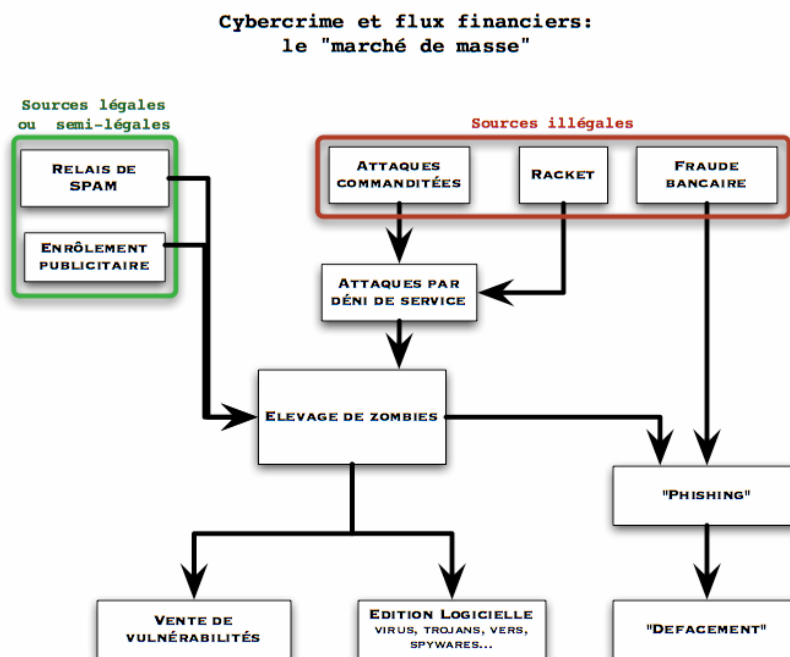 Cybercrime et flux financiers:
le "marché de masse"
Sources légales
ou semi-légales
Sources illégales
RELAIS DE
SPAM
ENRÔLEMENT
PUBLICITAIRE
ATTAQUES
COMMANDITÉES
RACKET
FRAUDE
BANCAIRE
ATTAQUES PAR
DÉNI DE SERVICE
ELEVAGE DE ZOMBIES
"PHISHING"
VENTE DE
VULNÉRABILITÉS
EDITION LOGICIELLE
VIRUS, TROJANS, VERS,
SPYWARES...
"DEFACEMENT"